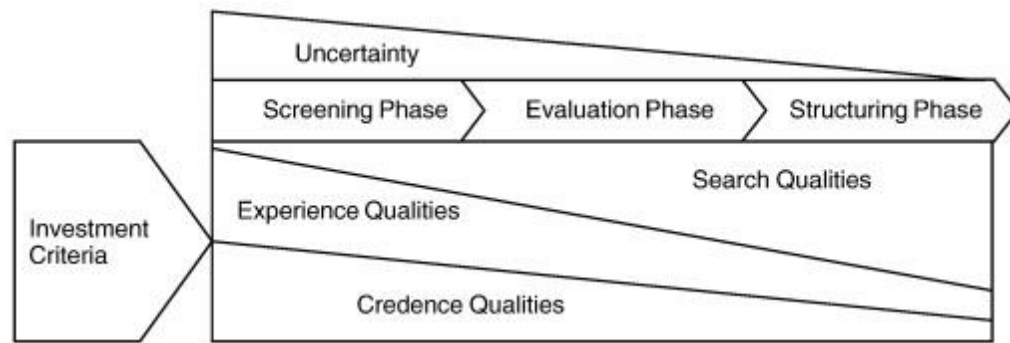 Uncertainty
Screening Phase
Evaluation Phase
Structuring Phase
Search Qualities
Experience Qualities
Investment
Criteria
Credence Qualities